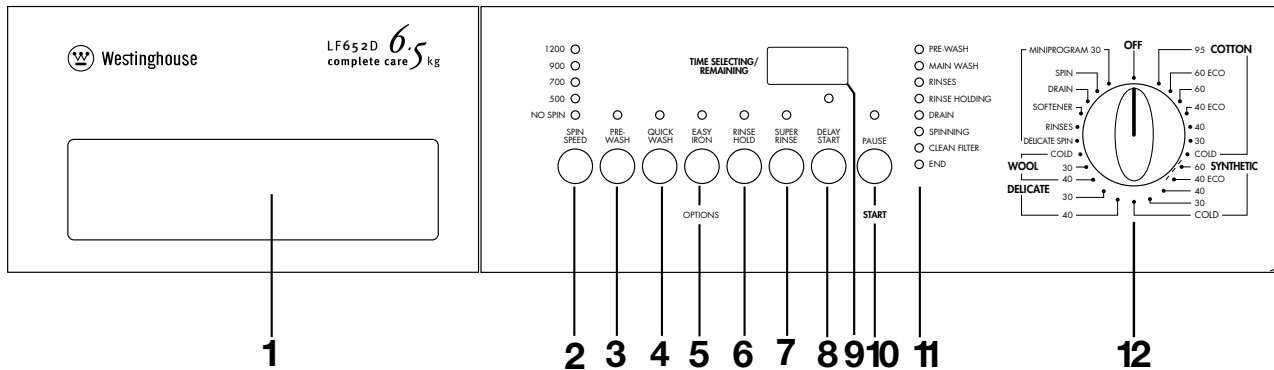 Westinghouse
LF652D 6.5 kg
complete care
1200
900
700
500
NO SPIN
SPIN SPEED
PRE-WASH
QUICK WASH
EASY IRON
RINSE HOLD
SUPER RINSE
DELAY START
PAUSE
OPTIONS
START
TIME SELECTING/
REMAINING
PRE-WASH
MAIN WASH
RINSES
RINSE HOLDING
DRAIN
SPINNING
CLEAN FILTER
END
OFF
95 COTTON
60 ECO
60
40 ECO
40
30
COLD
60 SYNTHETIC
40 ECO
40
30
COLD
MINIPROGRAM 30
SPIN
DRAIN
SOFTENER
RINSES
DELICATE SPIN
COLD
WOOL 30
40
DELICATE
30
40
1 2 3 4 5 6 7 8 9 10 11 12